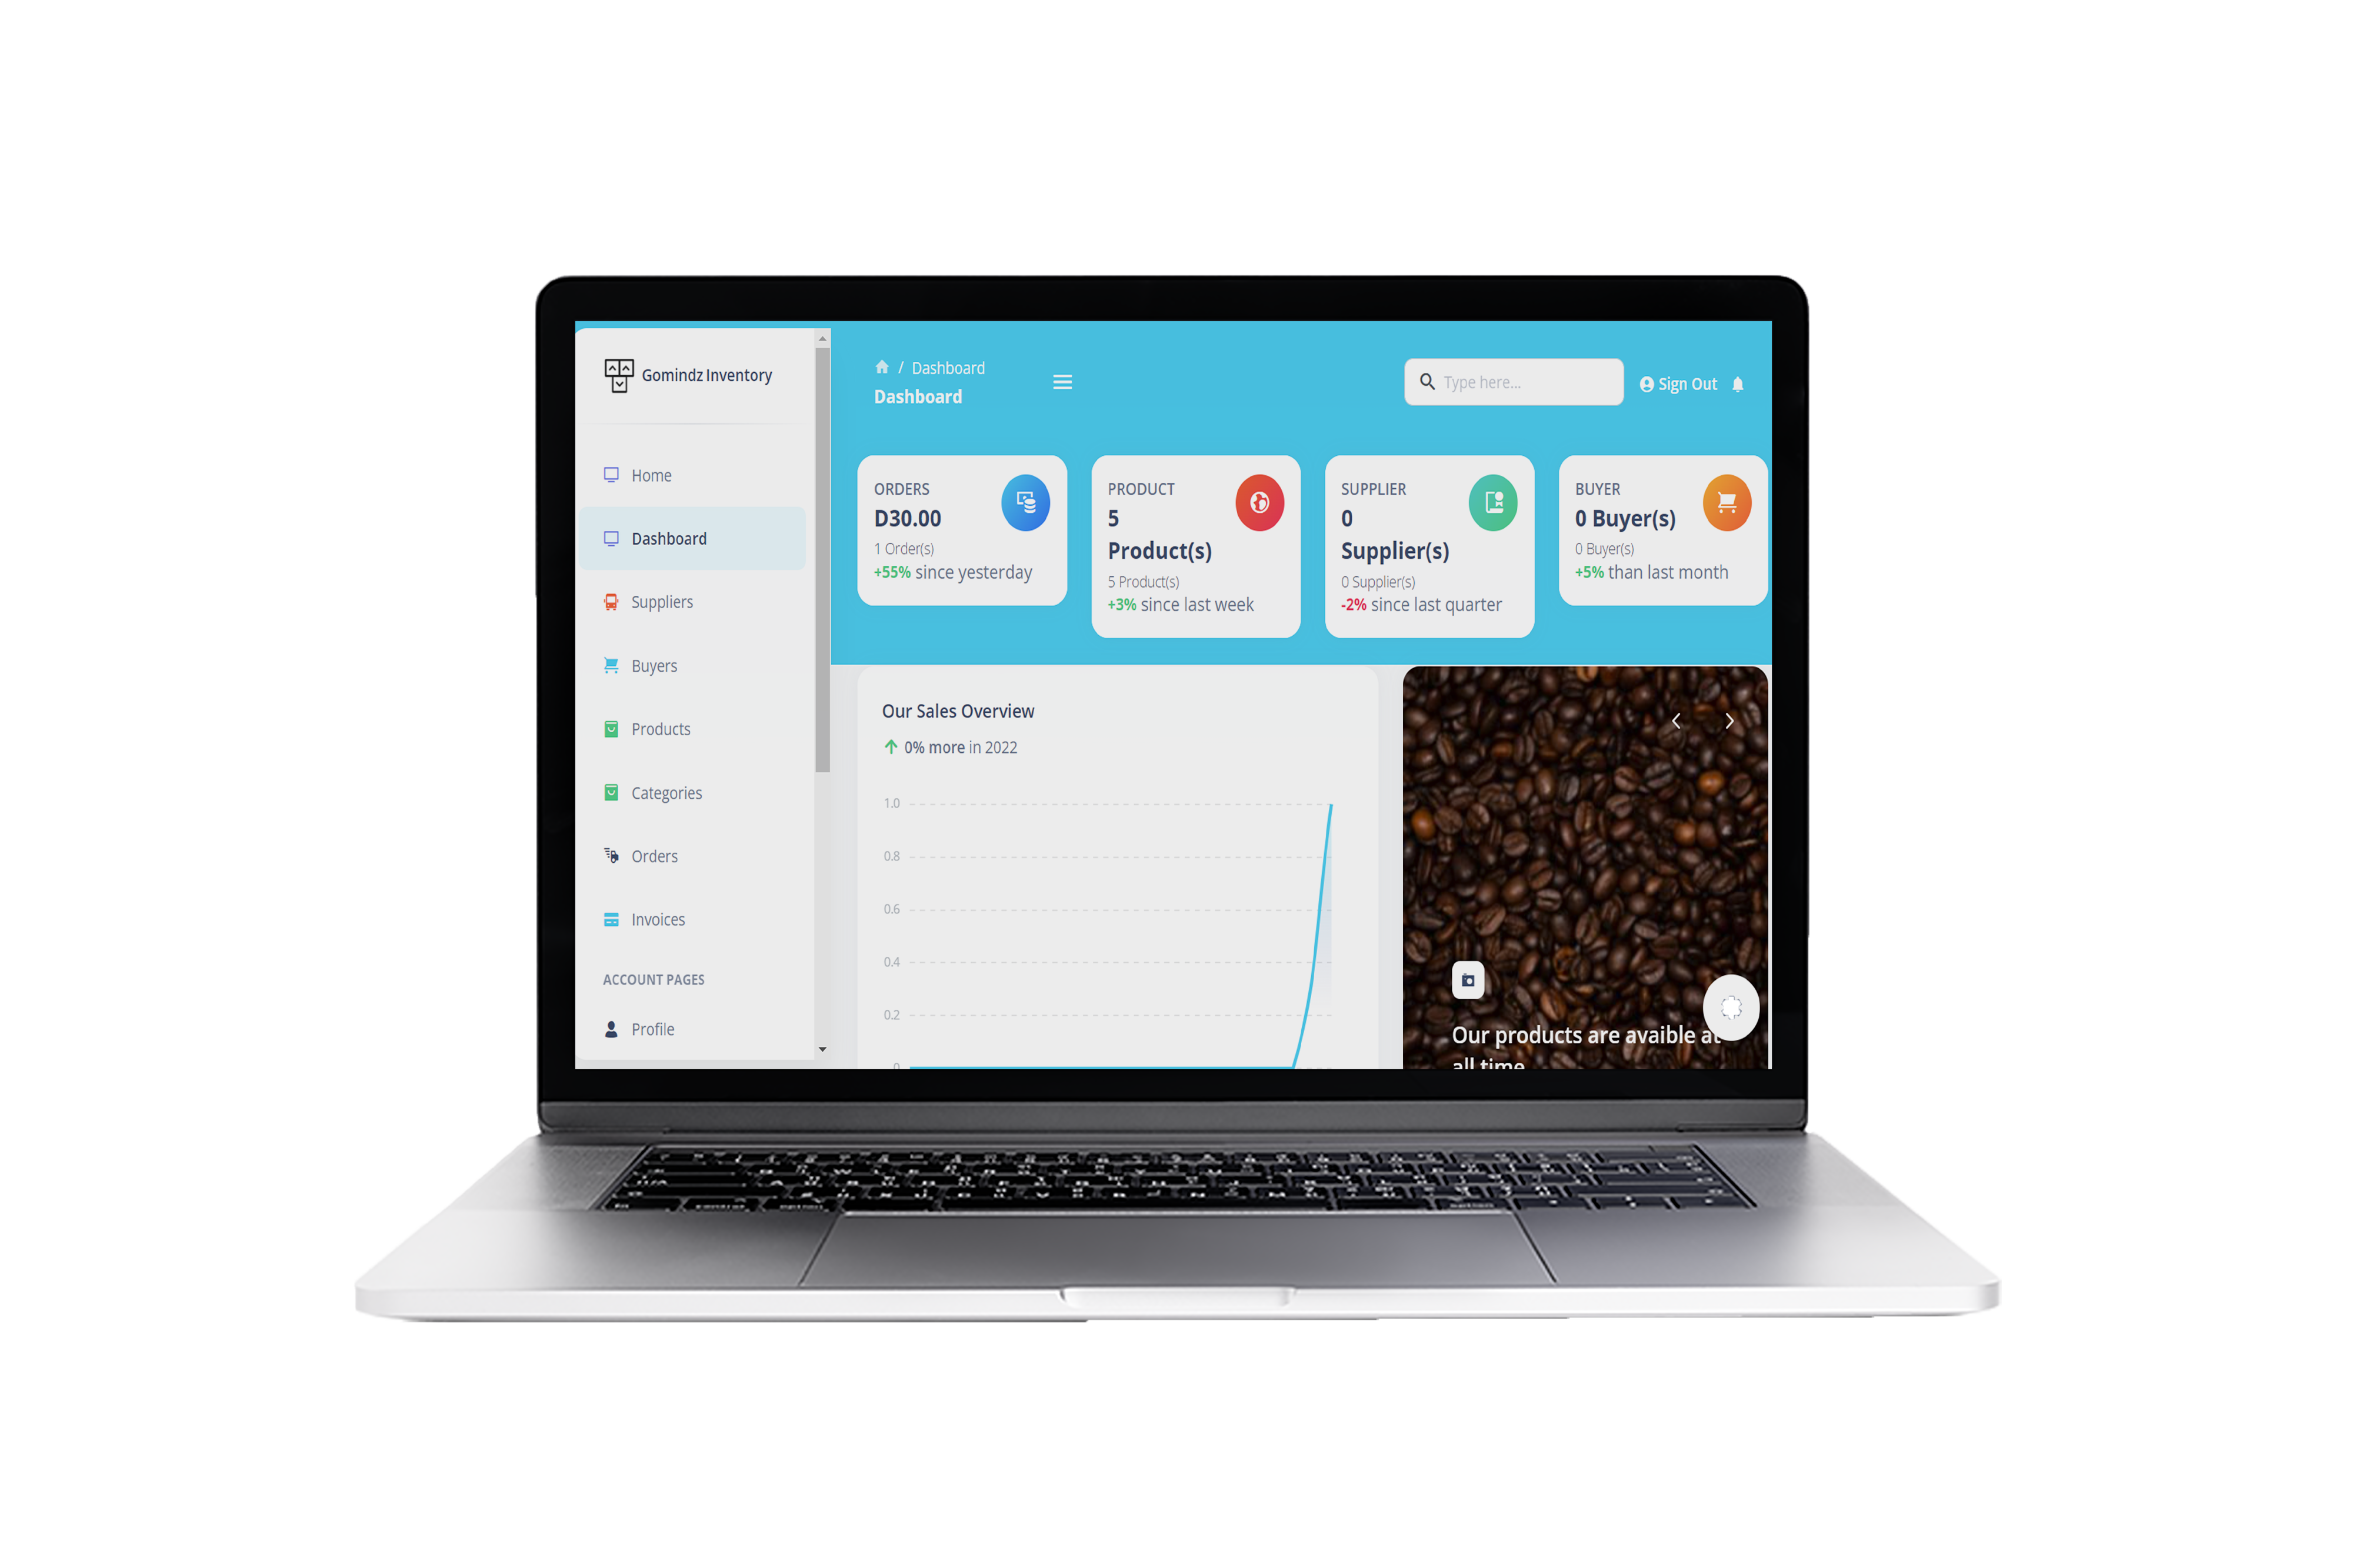 Gomindz Inventory
Home
Dashboard
Suppliers
Buyers
Products
Categories
Orders
Invoices
ACCOUNT PAGES
Profile
/ Dashboard
Dashboard
Type here...
Sign Out
ORDERS
D30.00
1 Order(s)
+55% since yesterday
PRODUCT
5
Product(s)
5 Product(s)
+3% since last week
SUPPLIER
0
Supplier(s)
0 Supplier(s)
-2% since last quarter
BUYER
0 Buyer(s)
0 Buyer(s)
+5% than last month
Our Sales Overview
0% more in 2022
1.0
0.8
0.6
0.4
0.2
0
Our products are avaible at
all time